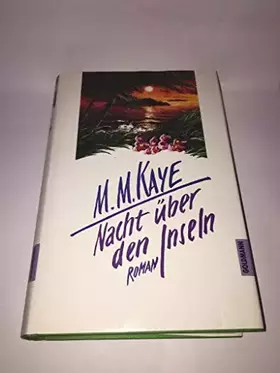 M. M. KAYE
Nacht über
den Inseln
ROMAN
GOLDMANN